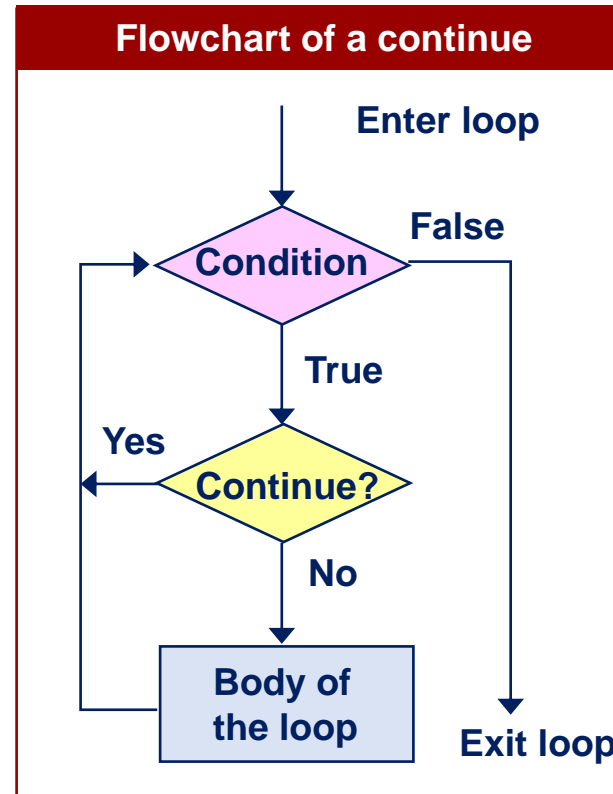 Flowchart of a continue
Enter loop
False
Condition
True
Yes
Continue?
No
Body of
the loop
Exit loop